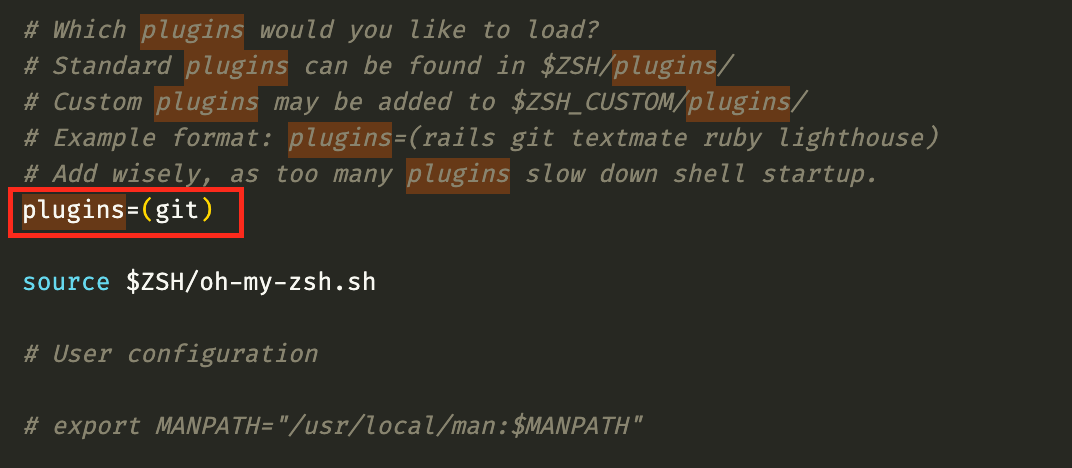 # Which plugins would you like to load?
# Standard plugins can be found in $ZSH/plugins/
# Custom plugins may be added to $ZSH_CUSTOM/plugins/
# Example format: plugins=(rails git textmate ruby lighthouse)
# Add wisely, as too many plugins slow down shell startup.
plugins=(git)
source $ZSH/oh-my-zsh.sh
# User configuration
# export MANPATH="/usr/local/man:$MANPATH"